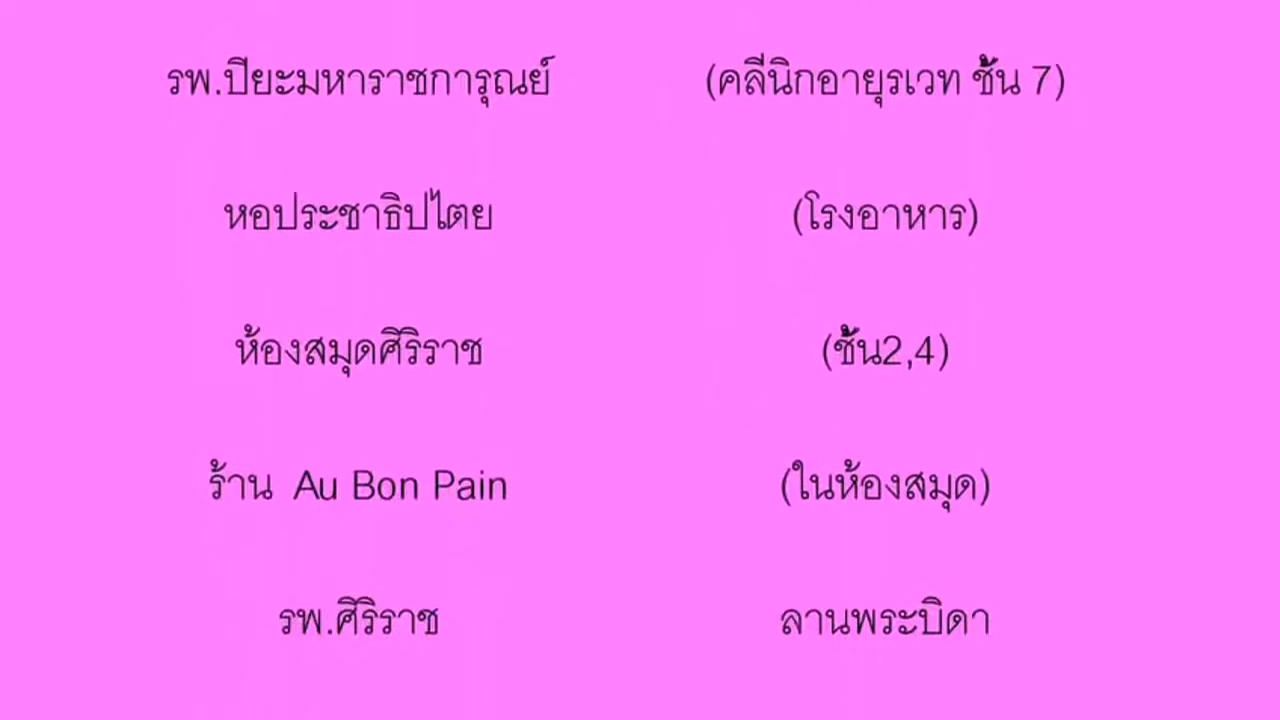 รพ.ปิยะมหาราชการุณย์ (คลีนิกอายุรเวท ชั้น 7)
หอประชาธิปไตย (โรงอาหาร)
ห้องสมุดศิริราช (ชั้น2,4)
ร้าน Au Bon Pain (ในห้องสมุด)
รพ.ศิริราช ลานพระบิดา